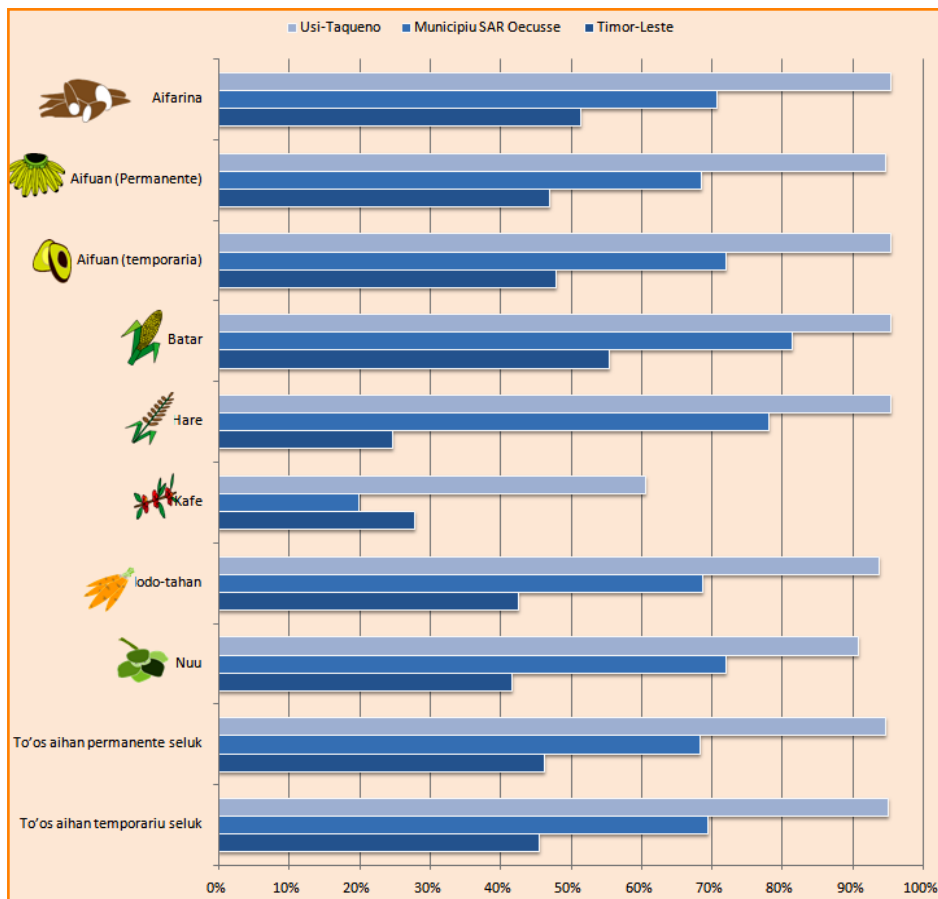 Usi-Taqueno Municipiu SAR Oecusse Timor-Leste
Aifarina
Aifuan (Permanente)
Aifuan (temporaria)
Batar
Hare
Kafe
Modo-tahan
Nuu
To'os aihan permanente seluk
To'os aihan temporariu seluk
0% 10% 20% 30% 40% 50% 60% 70% 80% 90% 100%